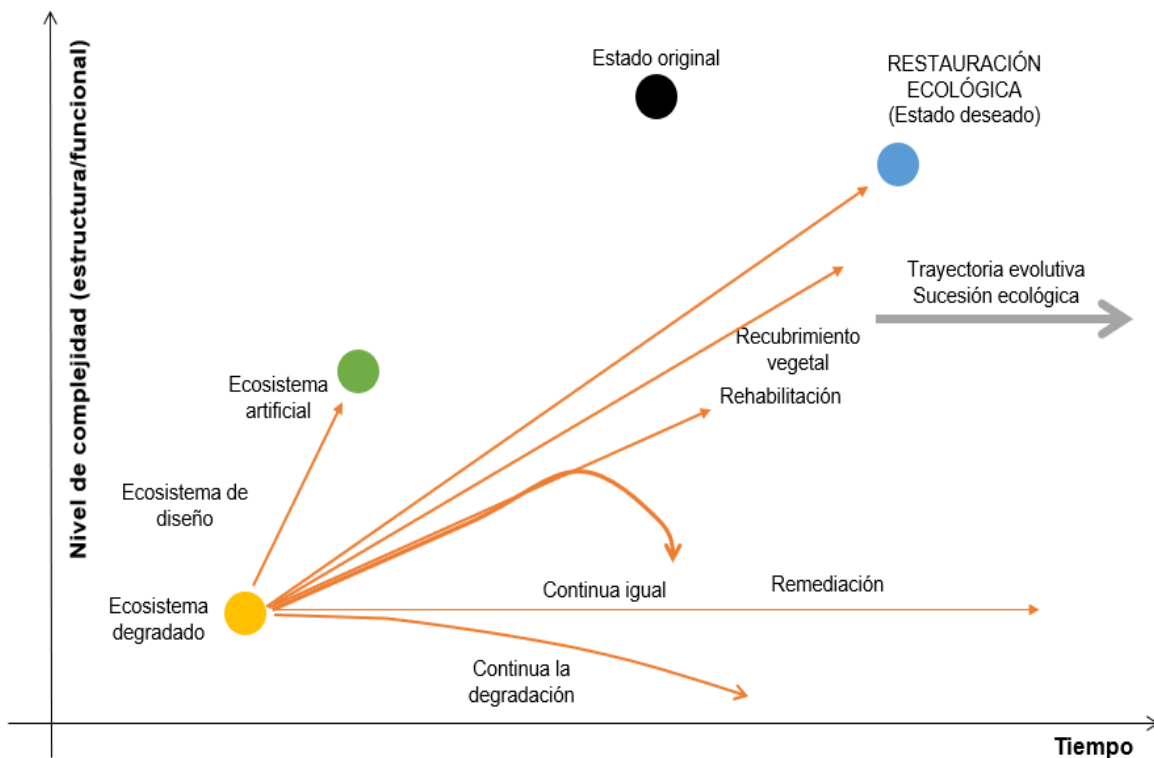 Nivel de complejidad (estructura/funcional)
Estado original
RESTAURACIÓN
ECOLÓGICA
(Estado deseado)
Trayectoria evolutiva
Sucesión ecológica
Recubrimiento
vegetal
Rehabilitación
Ecosistema
artificial
Ecosistema de
diseño
Ecosistema
degradado
Continua igual
Remediación
Continua la
degradación
Tiempo